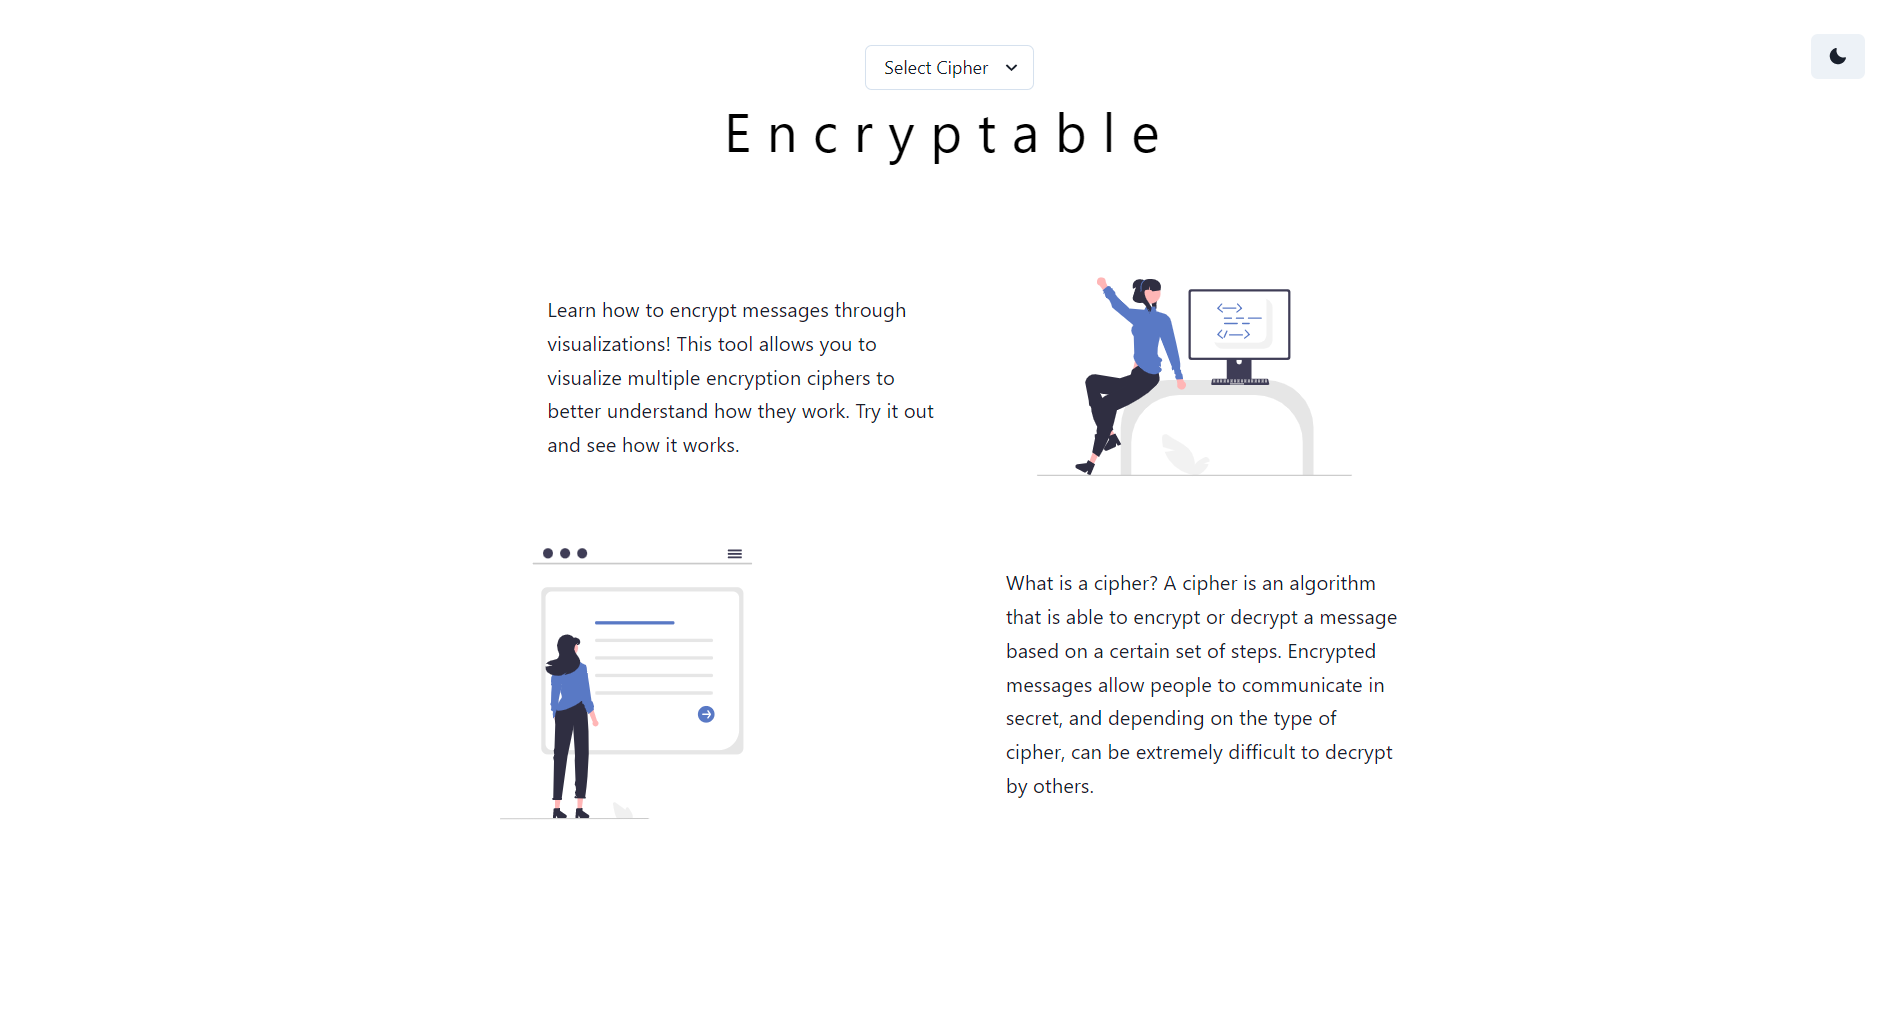 Select Cipher
Encryptable
Learn how to encrypt messages through
visualizations! This tool allows you to
visualize multiple encryption ciphers to
better understand how they work. Try it out
and see how it works.
What is a cipher? A cipher is an algorithm
that is able to encrypt or decrypt a message
based on a certain set of steps. Encrypted
messages allow people to communicate in
secret, and depending on the type of
cipher, can be extremely difficult to decrypt
by others.